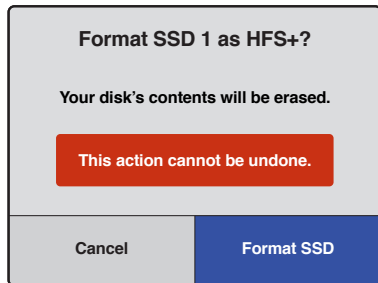 Format SSD 1 as HFS+?
Your disk’s contents will be erased.
This action cannot be undone.
Cancel
Format SSD